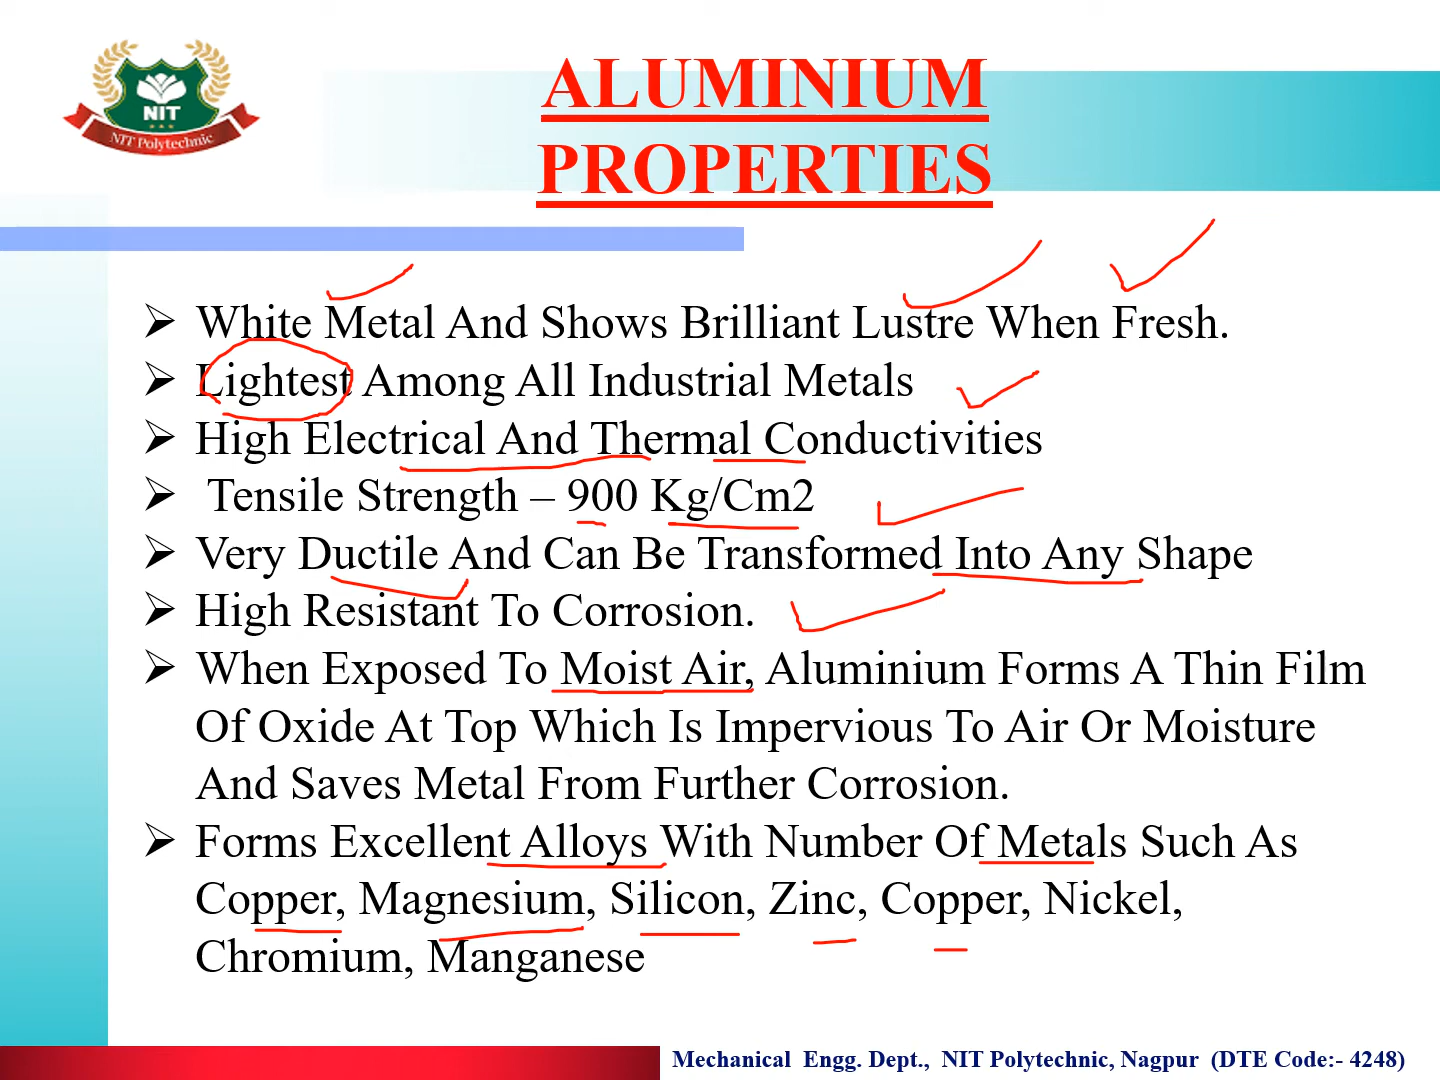 NIT
NIT Polytechnic
ALUMINIUM
PROPERTIES
White Metal And Shows Brilliant Lustre When Fresh.
Lightest Among All Industrial Metals
High Electrical And Thermal Conductivities
Tensile Strength – 900 Kg/Cm2
Very Ductile And Can Be Transformed Into Any Shape
High Resistant To Corrosion.
When Exposed To Moist Air, Aluminium Forms A Thin Film
Of Oxide At Top Which Is Impervious To Air Or Moisture
And Saves Metal From Further Corrosion.
Forms Excellent Alloys With Number Of Metals Such As
Copper, Magnesium, Silicon, Zinc, Copper, Nickel,
Chromium, Manganese
Mechanical Engg. Dept., NIT Polytechnic, Nagpur (DTE Code:- 4248)